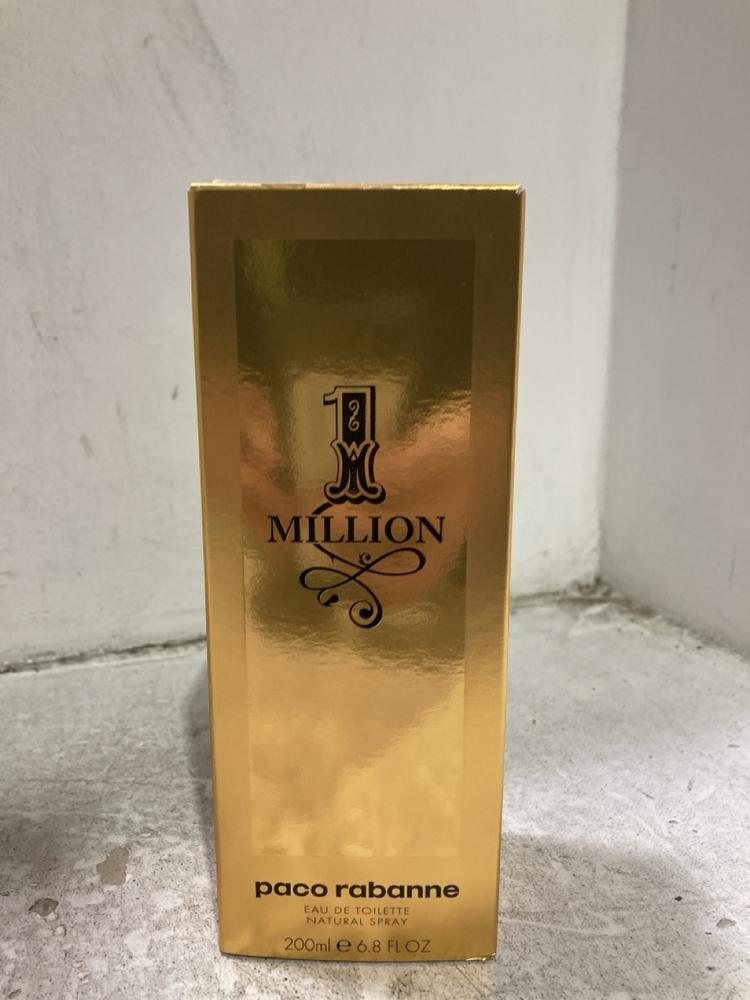 1
MILLION
paco rabanne
EAU DE TOILETTE
NATURAL SPRAY
200ml ℮ 6.8 FL OZ